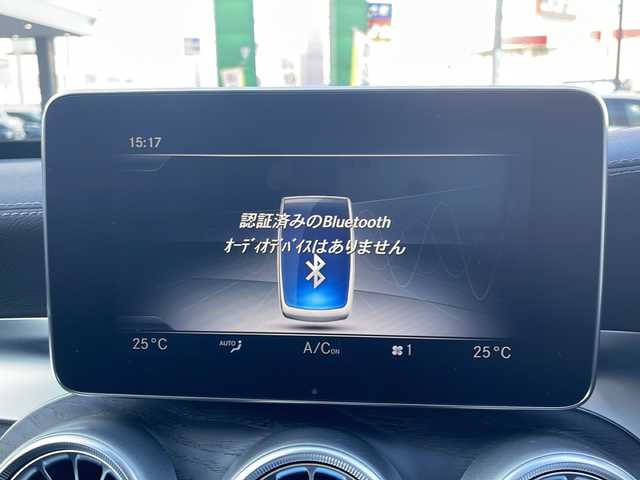 15:17
認証済みのBluetooth
ｵｰﾃﾞｨｵﾃﾞﾊﾞｲｽはありません
25°C AUTO A/C ON 1 25°C